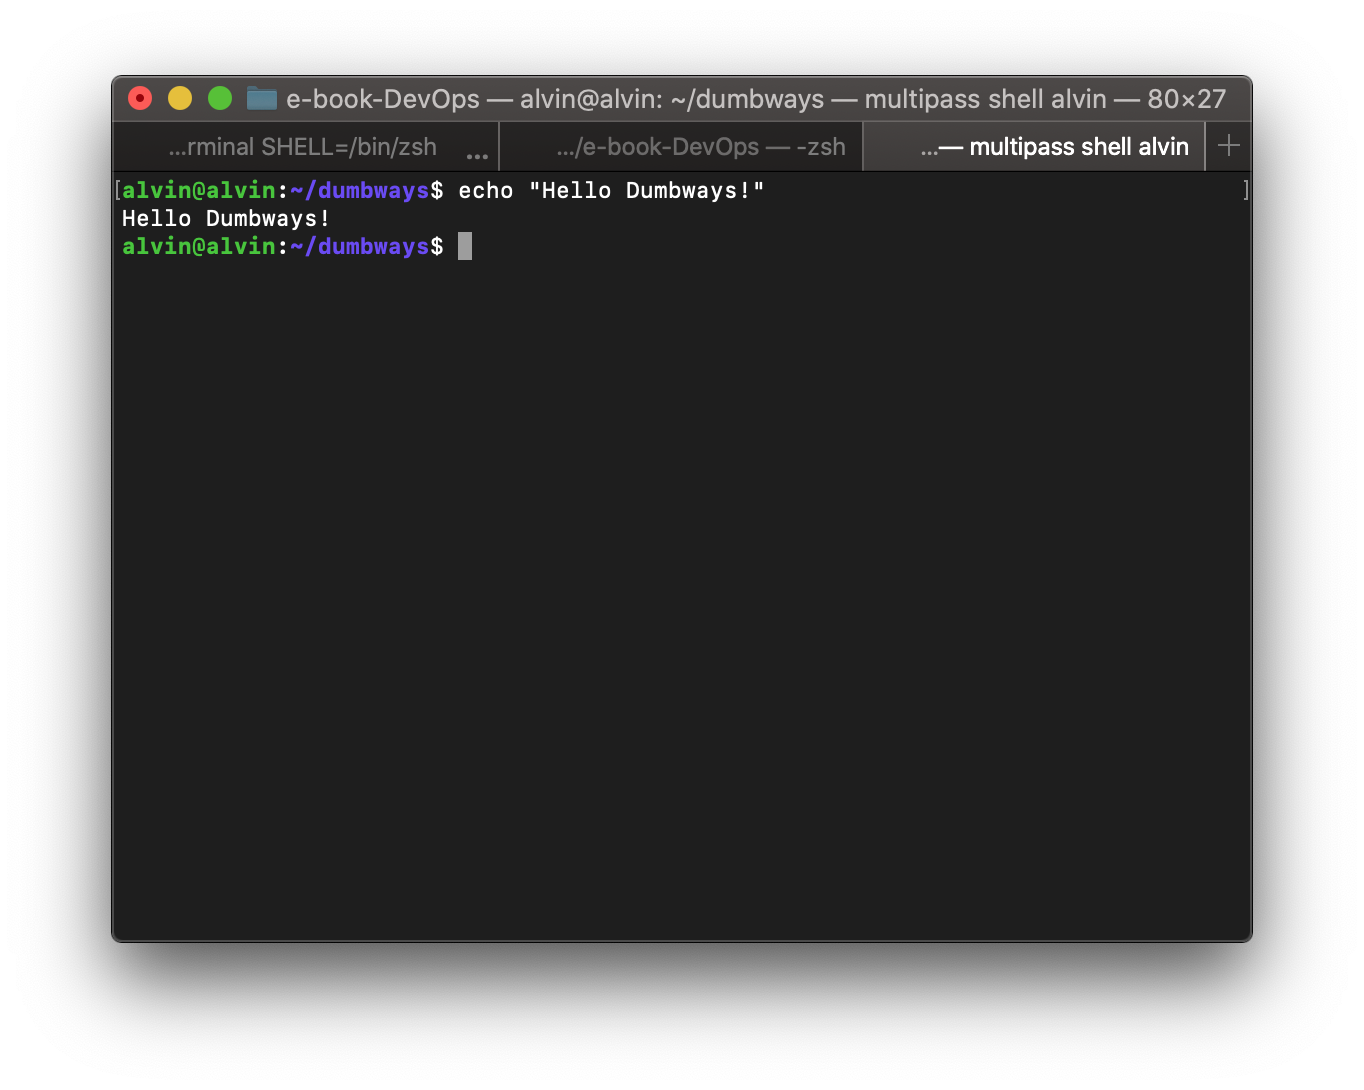 e-book-DevOps — alvin@alvin: ~/dumbways — multipass shell alvin — 80×27
...rminal SHELL=/bin/zsh ... .../e-book-DevOps — -zsh ...— multipass shell alvin +
[alvin@alvin:~/dumbways$ echo "Hello Dumbways!" ]
Hello Dumbways!
alvin@alvin:~/dumbways$